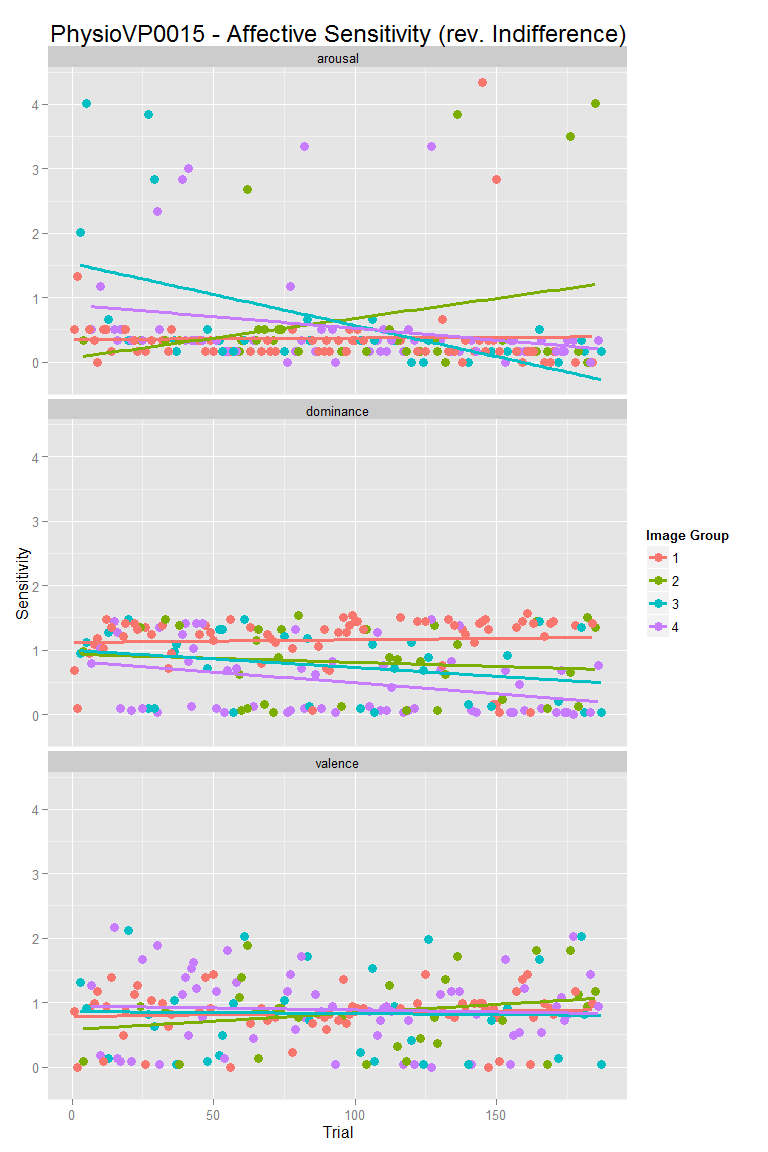 PhysioVP0015 - Affective Sensitivity (rev. Indifference)
arousal
4
3
2
1
0
dominance
4
3
2
1
0
valence
4
3
2
1
0
0 50 100 150
Trial
Sensitivity
Image Group
1
2
3
4